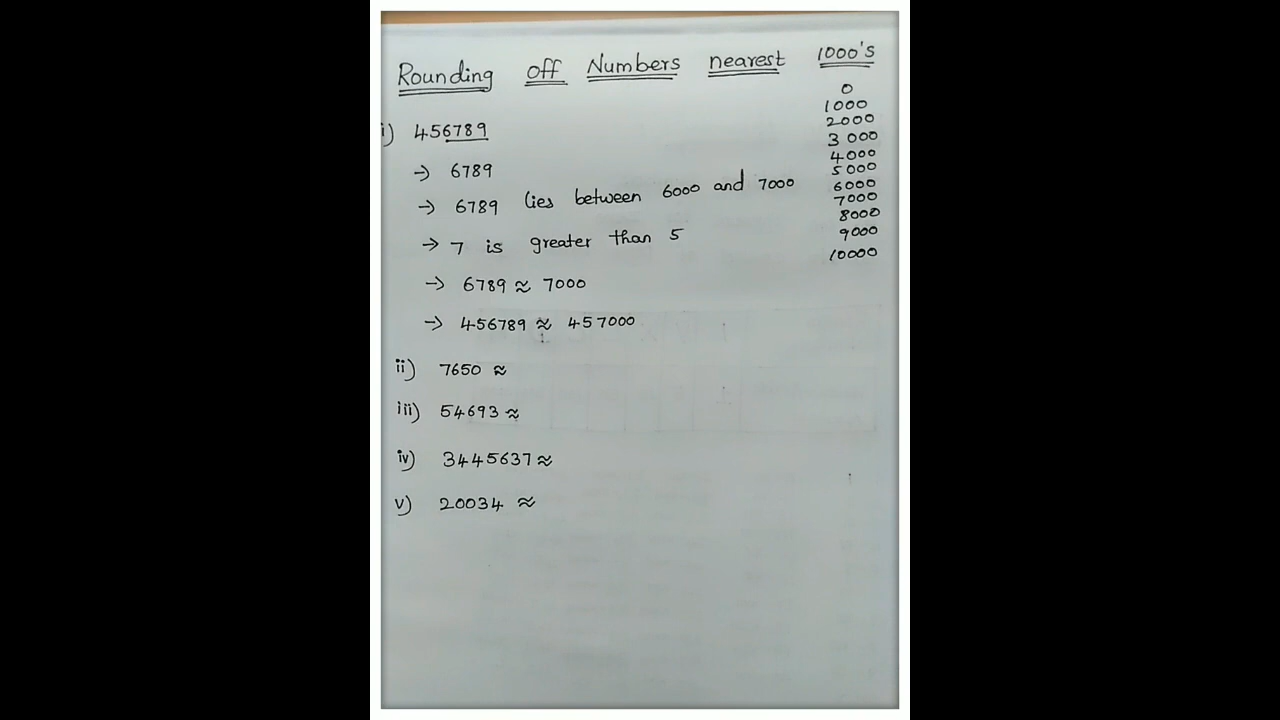 Rounding off Numbers nearest 1000's
0
1000
2000
3000
4000
5000
6000
7000
8000
9000
10000
i) 456789
→ 6789
→ 6789 lies between 6000 and 7000
→ 7 is greater than 5
→ 6789 ≈ 7000
→ 456789 ≈ 457000
ii) 7650 ≈
iii) 54693 ≈
iv) 3445637 ≈
v) 20034 ≈